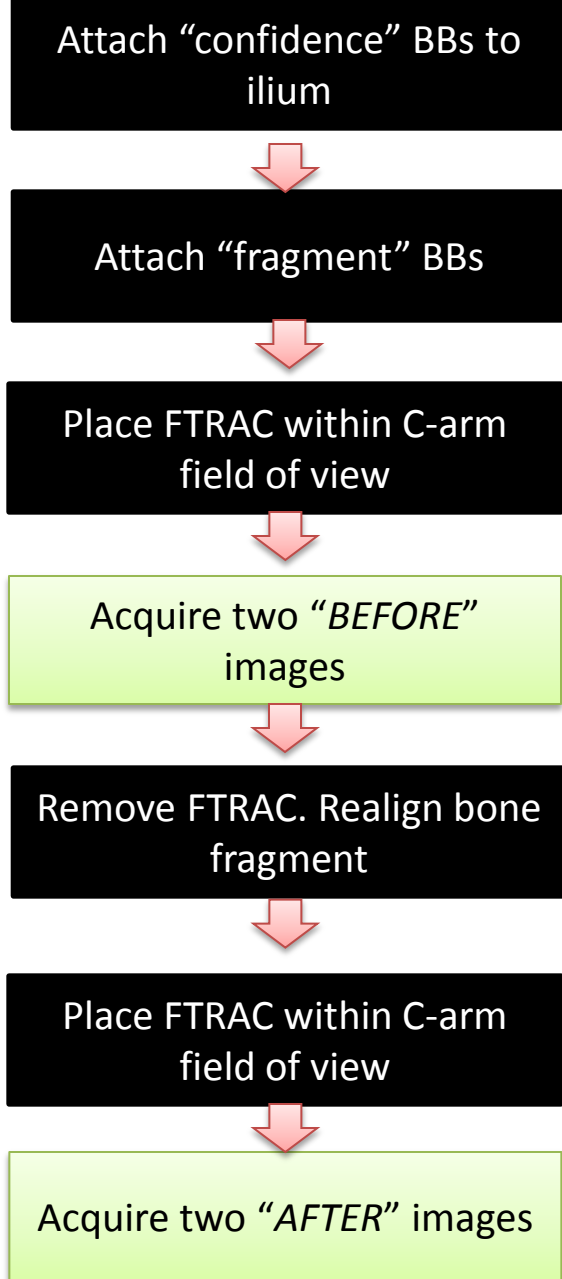 Attach “confidence” BBs to
ilium
Attach “fragment” BBs
Place FTRAC within C-arm
field of view
Acquire two “BEFORE”
images
Remove FTRAC. Realign bone
fragment
Place FTRAC within C-arm
field of view
Acquire two “AFTER” images